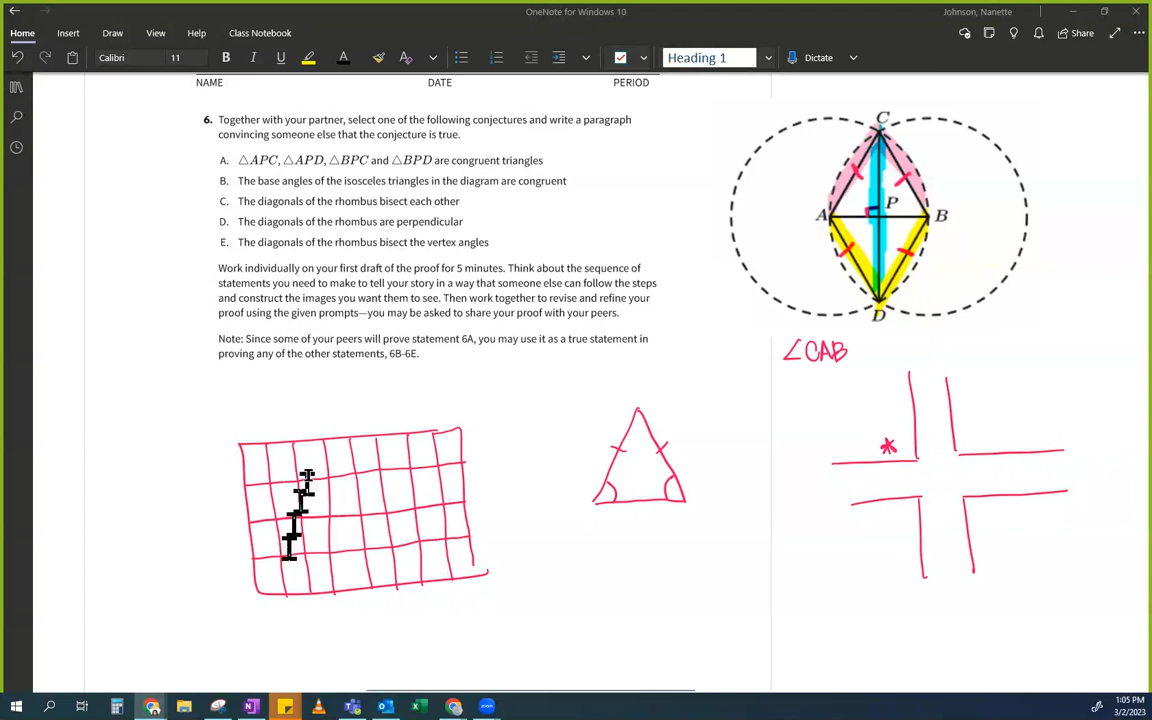 OneNote for Windows 10
Johnson, Nanette
Home Insert Draw View Help Class Notebook
Share
Calibri 11 B I U A A Heading 1 Dictate
NAME DATE PERIOD
6. Together with your partner, select one of the following conjectures and write a paragraph
convincing someone else that the conjecture is true.
A. △APC, △APD, △BPC and △BPD are congruent triangles
B. The base angles of the isosceles triangles in the diagram are congruent
C. The diagonals of the rhombus bisect each other
D. The diagonals of the rhombus are perpendicular
E. The diagonals of the rhombus bisect the vertex angles
Work individually on your first draft of the proof for 5 minutes. Think about the sequence of
statements you need to make to tell your story in a way that someone else can follow the steps
and construct the images you want them to see. Then work together to revise and refine your
proof using the given prompts—you may be asked to share your proof with your peers.
Note: Since some of your peers will prove statement 6A, you may use it as a true statement in
proving any of the other statements, 6B-6E.
C
P
A B
D
∠CAB
*
1:05 PM
3/2/2023